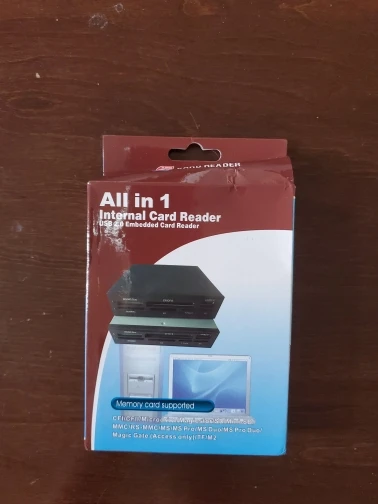 CARD READER
All in 1
Internal Card Reader
USB 2.0 Embedded Card Reader
Memory card supported
MMC/RS-MMC/MS/MS Pro/MS Duo/MS Pro Duo/
Magic Gate(Access only)/TF/M2